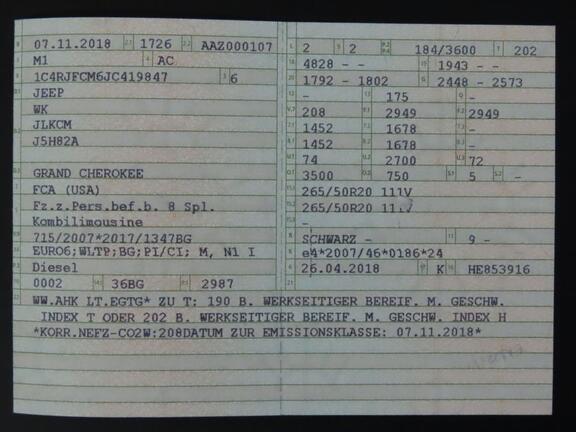 07.11.2018 1726 AAZ000107 2 2 184/3600 202
M1 AC 4828 - - 1943 - -
1C4RJFCM6JC419847 6 1792 - 1802 2448 - 2573
JEEP - 175 -
WK 208 2949 2949
JLKCM 1452 1678 -
J5H82A 1452 1678 -
74 2700 72
GRAND CHEROKEE 3500 750 5 -
FCA (USA) 265/50R20 111V
Fz.z.Pers.bef.b. 8 Spl. 265/50R20 111V
Kombilimousine -
715/2007*2017/1347BG SCHWARZ - 9 -
EURO6;WLTP;BG;PI/CI; M, N1 I e4*2007/46*0186*24
Diesel 26.04.2018 K HE853916
0002 36BG 2987
WW.AHK LT.EGTG* ZU T: 190 B. WERKSEITIGER BEREIF. M. GESCHW.
INDEX T ODER 202 B. WERKSEITIGER BEREIF. M. GESCHW. INDEX H
*KORR.NEFZ-CO2W:208DATUM ZUR EMISSIONSKLASSE: 07.11.2018*